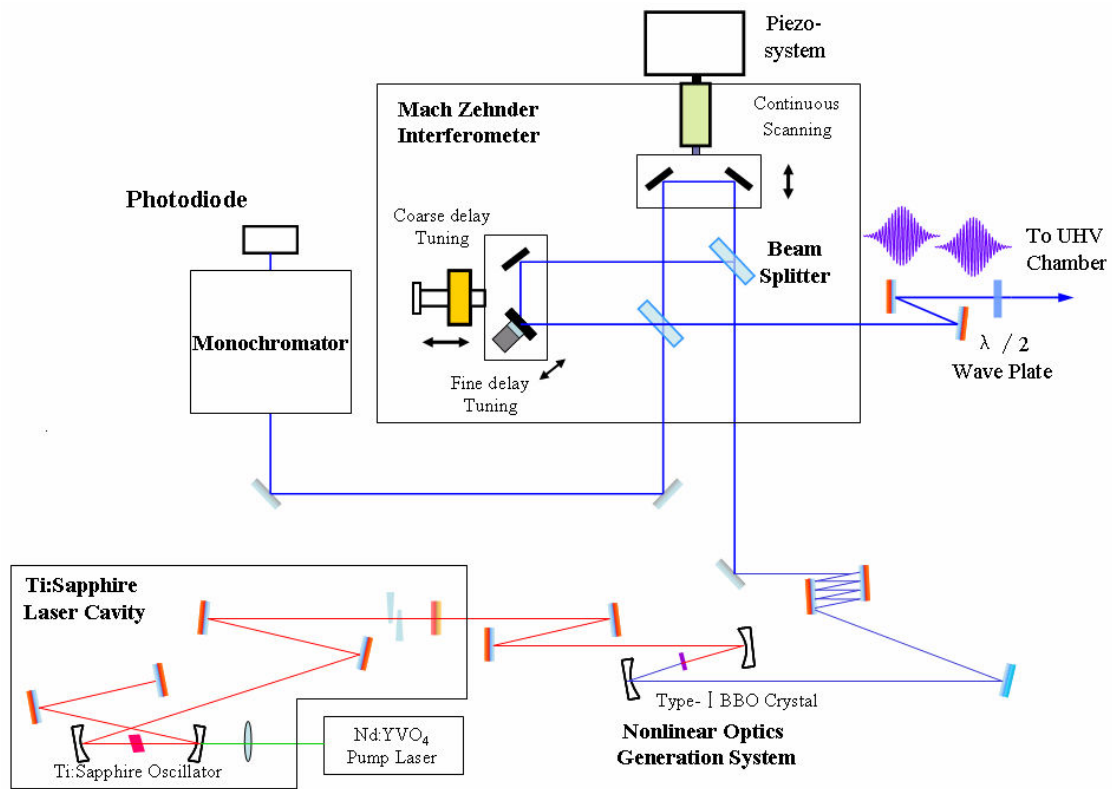 Piezo-
system
Mach Zehnder
Interferometer
Continuous
Scanning
Photodiode
Coarse delay
Tuning
Beam
Splitter
To UHV
Chamber
Monochromator
λ / 2
Wave Plate
Fine delay
Tuning
Ti:Sapphire
Laser Cavity
Type-Ⅰ BBO Crystal
Nd:YVO₄
Pump Laser
Nonlinear Optics
Generation System
Ti:Sapphire Oscillator